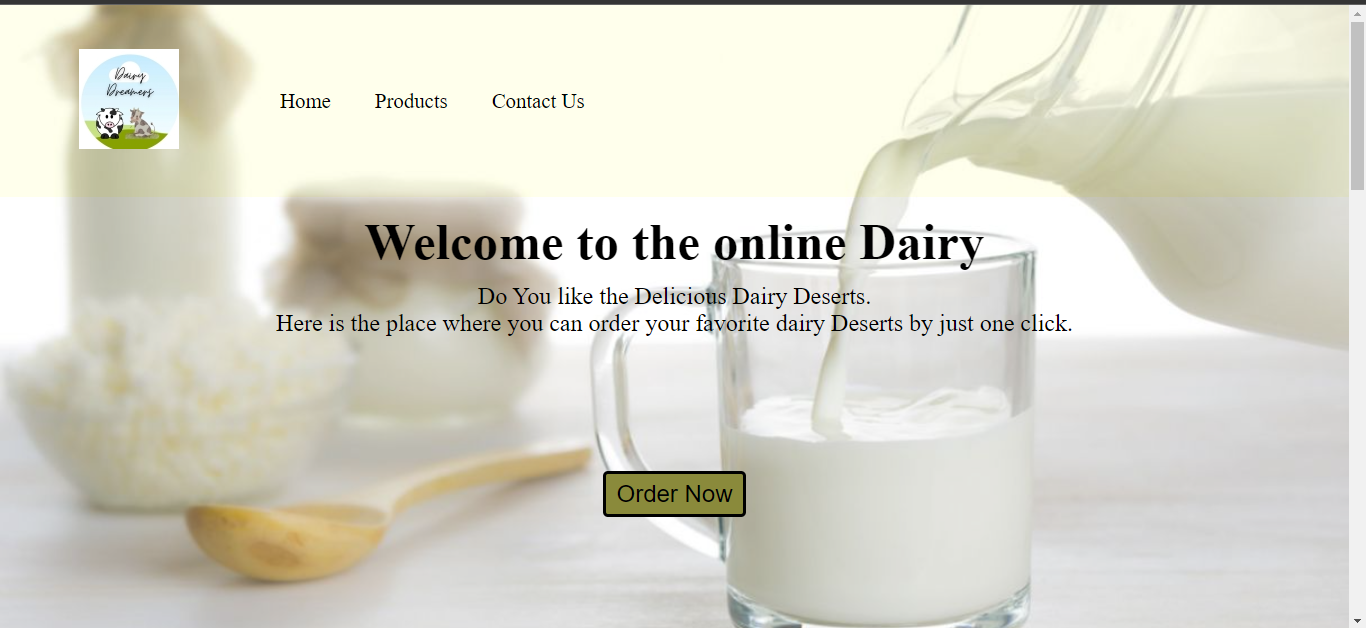 Dairy
Dreamers
Home Products Contact Us
Welcome to the online Dairy
Do You like the Delicious Dairy Deserts.
Here is the place where you can order your favorite dairy Deserts by just one click.
Order Now